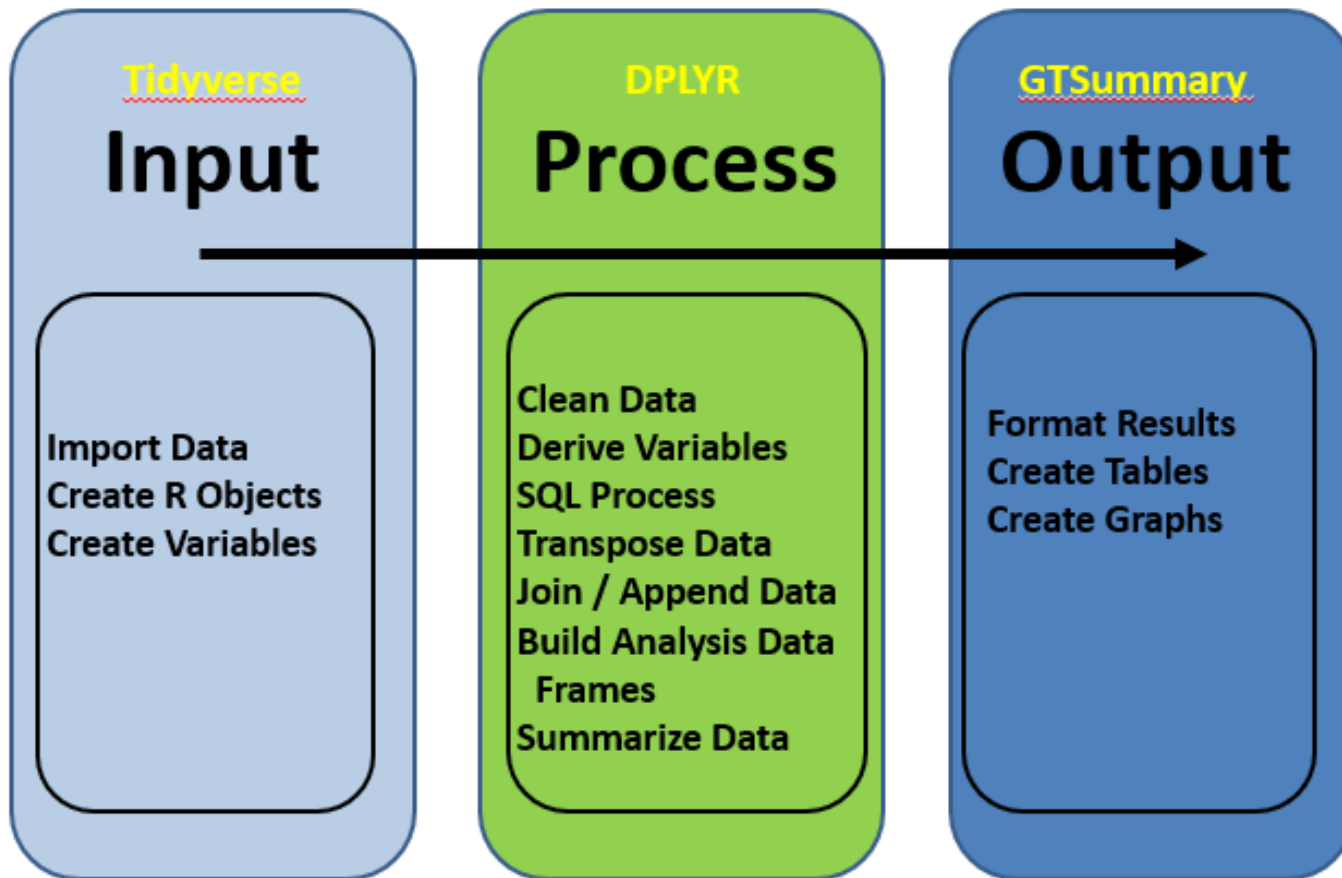 Tidyverse
Input
Import Data
Create R Objects
Create Variables
DPLYR
Process
Clean Data
Derive Variables
SQL Process
Transpose Data
Join / Append Data
Build Analysis Data
Frames
Summarize Data
GTSummary
Output
Format Results
Create Tables
Create Graphs